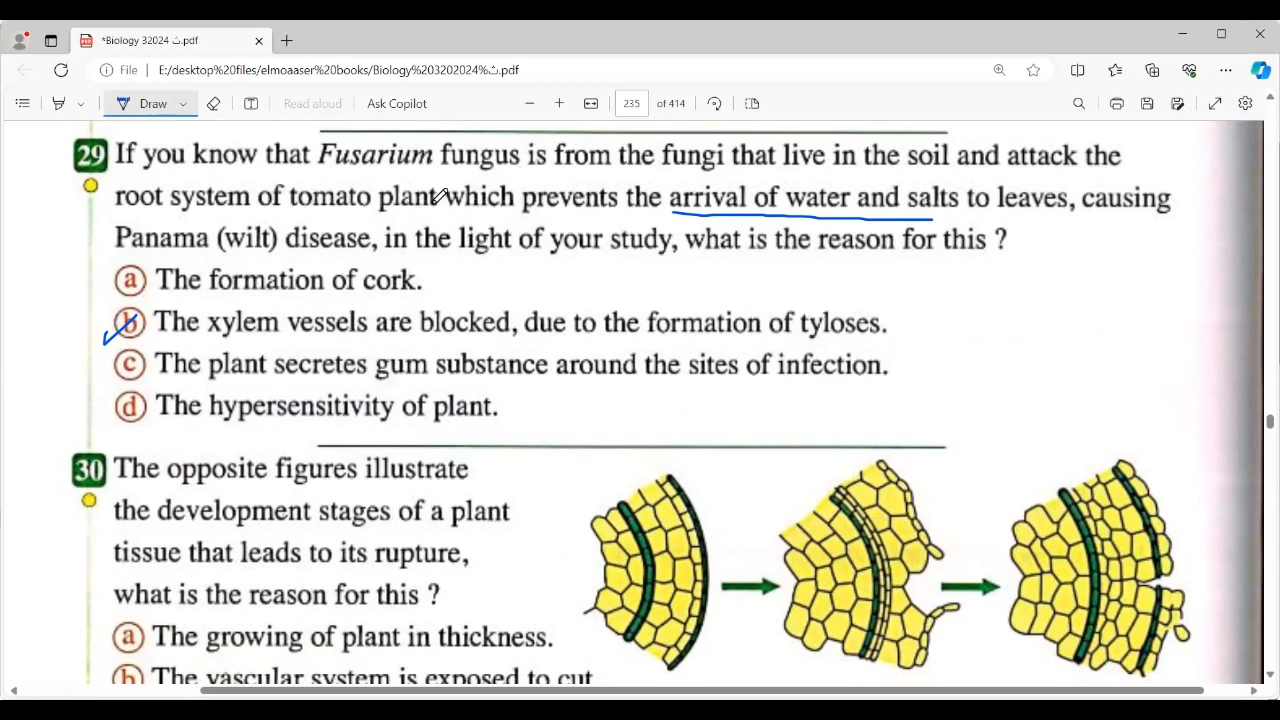 *Biology 32024 ث.pdf
File
E:/desktop%20files/elmoaaser%20books/Biology%203202024%ث.pdf
Draw
Read aloud
Ask Copilot
235
of 414
29 If you know that Fusarium fungus is from the fungi that live in the soil and attack the
root system of tomato plant which prevents the arrival of water and salts to leaves, causing
Panama (wilt) disease, in the light of your study, what is the reason for this ?
a The formation of cork.
b The xylem vessels are blocked, due to the formation of tyloses.
c The plant secretes gum substance around the sites of infection.
d The hypersensitivity of plant.
30 The opposite figures illustrate
the development stages of a plant
tissue that leads to its rupture,
what is the reason for this ?
a The growing of plant in thickness.
b The vascular system is exposed to cut